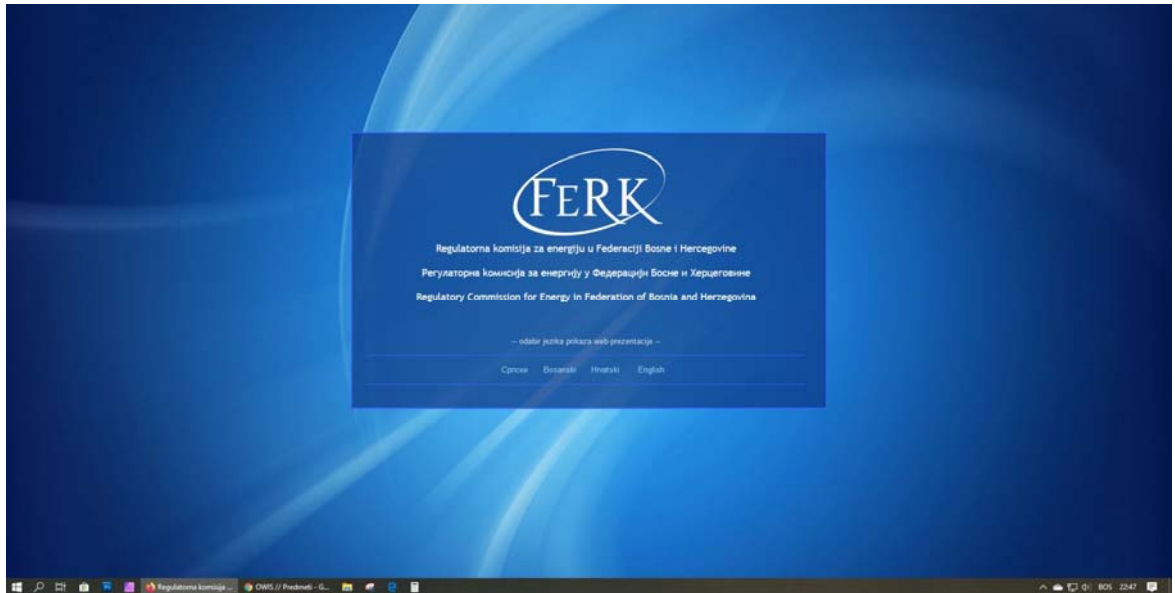 FERK
Regulatorna komisija za energiju u Federaciji Bosne i Hercegovine
Регулаторна комисија за енергију у Федерацији Босне и Херцеговине
Regulatory Commission for Energy in Federation of Bosnia and Herzegovina
-- odabir jezika prikaza web-prezentacije --
Српски Bosanski Hrvatski English
Regulatorna komisija ... OWIS // Predmeti - G... BOS 22:47